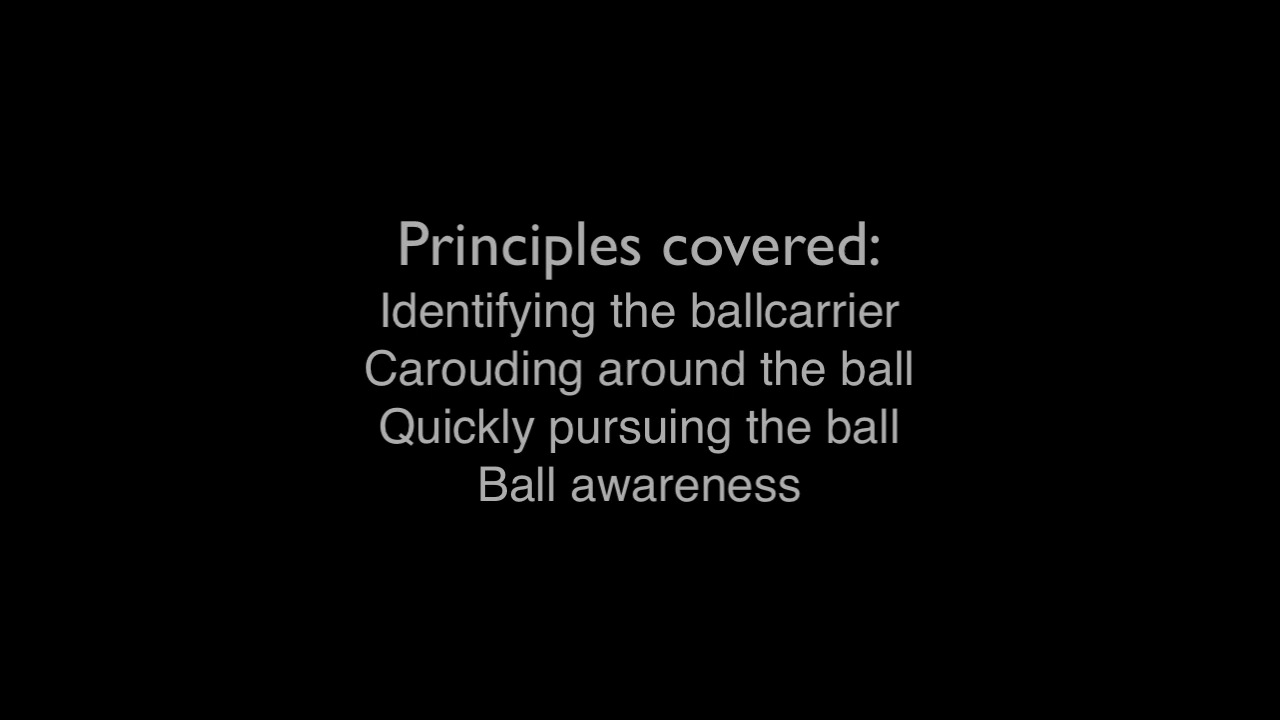 Principles covered:
Identifying the ballcarrier
Carouding around the ball
Quickly pursuing the ball
Ball awareness